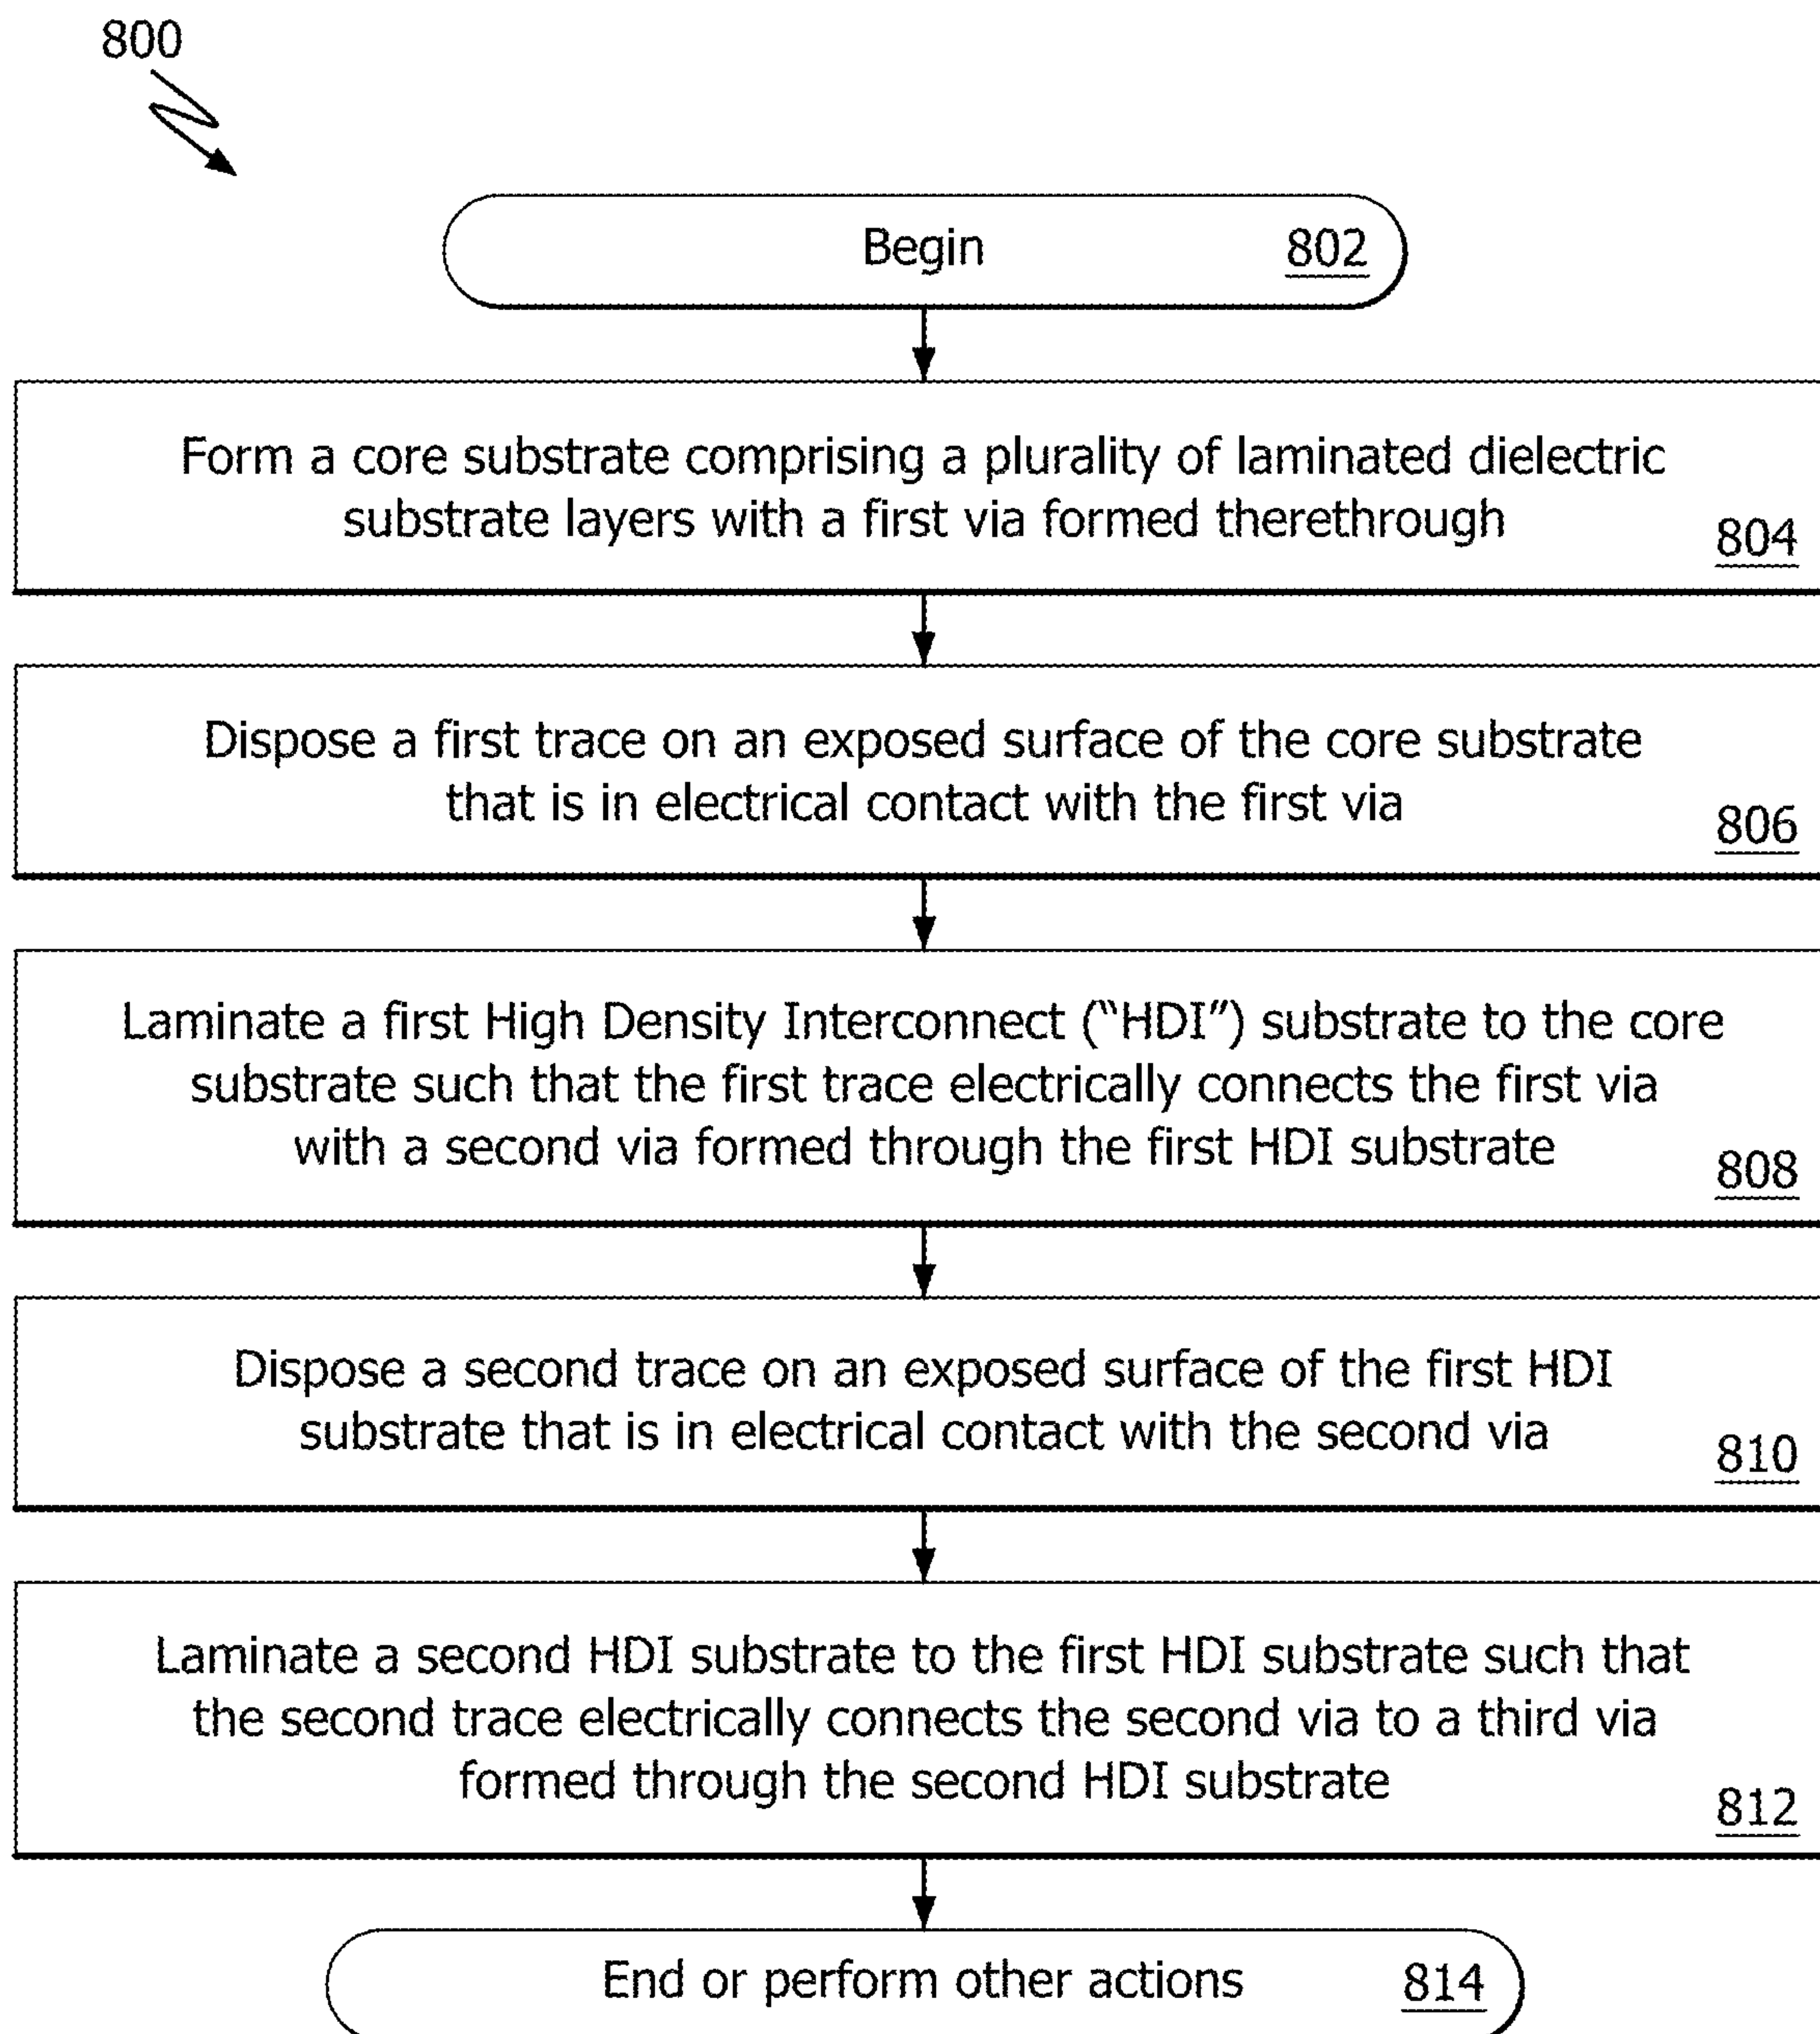 800
Begin 802
Form a core substrate comprising a plurality of laminated dielectric
substrate layers with a first via formed therethrough
804
Dispose a first trace on an exposed surface of the core substrate
that is in electrical contact with the first via
806
Laminate a first High Density Interconnect (“HDI”) substrate to the core
substrate such that the first trace electrically connects the first via
with a second via formed through the first HDI substrate
808
Dispose a second trace on an exposed surface of the first HDI
substrate that is in electrical contact with the second via
810
Laminate a second HDI substrate to the first HDI substrate such that
the second trace electrically connects the second via to a third via
formed through the second HDI substrate
812
End or perform other actions 814